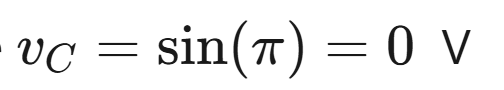 v_C = sin(π) = 0 V